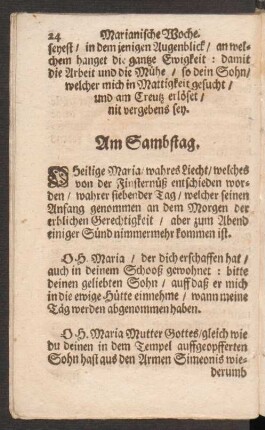 24 Marianische Woche.
seyest / in dem jenigen Augenblick / an wel-
chem hanget die gantze Ewigkeit : damit
die Arbeit und die Mühe / so dein Sohn /
welcher mich in Mattigkeit gesucht /
und am Creutz erlöset /
nit vergebens sey.
Am Sambstag.
O Heilige Maria / wahres Liecht / welches
von der Finsternüß entschieden wor-
den / wahrer siebender Tag / welcher seinen
Anfang genommen an dem Morgen der
erblichen Gerechtigkeit / aber zum Abend
einiger Sünd nimmermehr kommen ist.
O. H. Maria / der dich erschaffen hat /
auch in deinem Schooß gewohnet : bitte
deinen geliebten Sohn / auff daß er mich
in die ewige Hütte einnehme / wann meine
Täg werden abgenommen haben.
O. H. Maria Mutter Gottes / gleich wie
du deinen in dem Tempel auffgeopfferten
Sohn hast aus den Armen Simeonis wie-
derumb